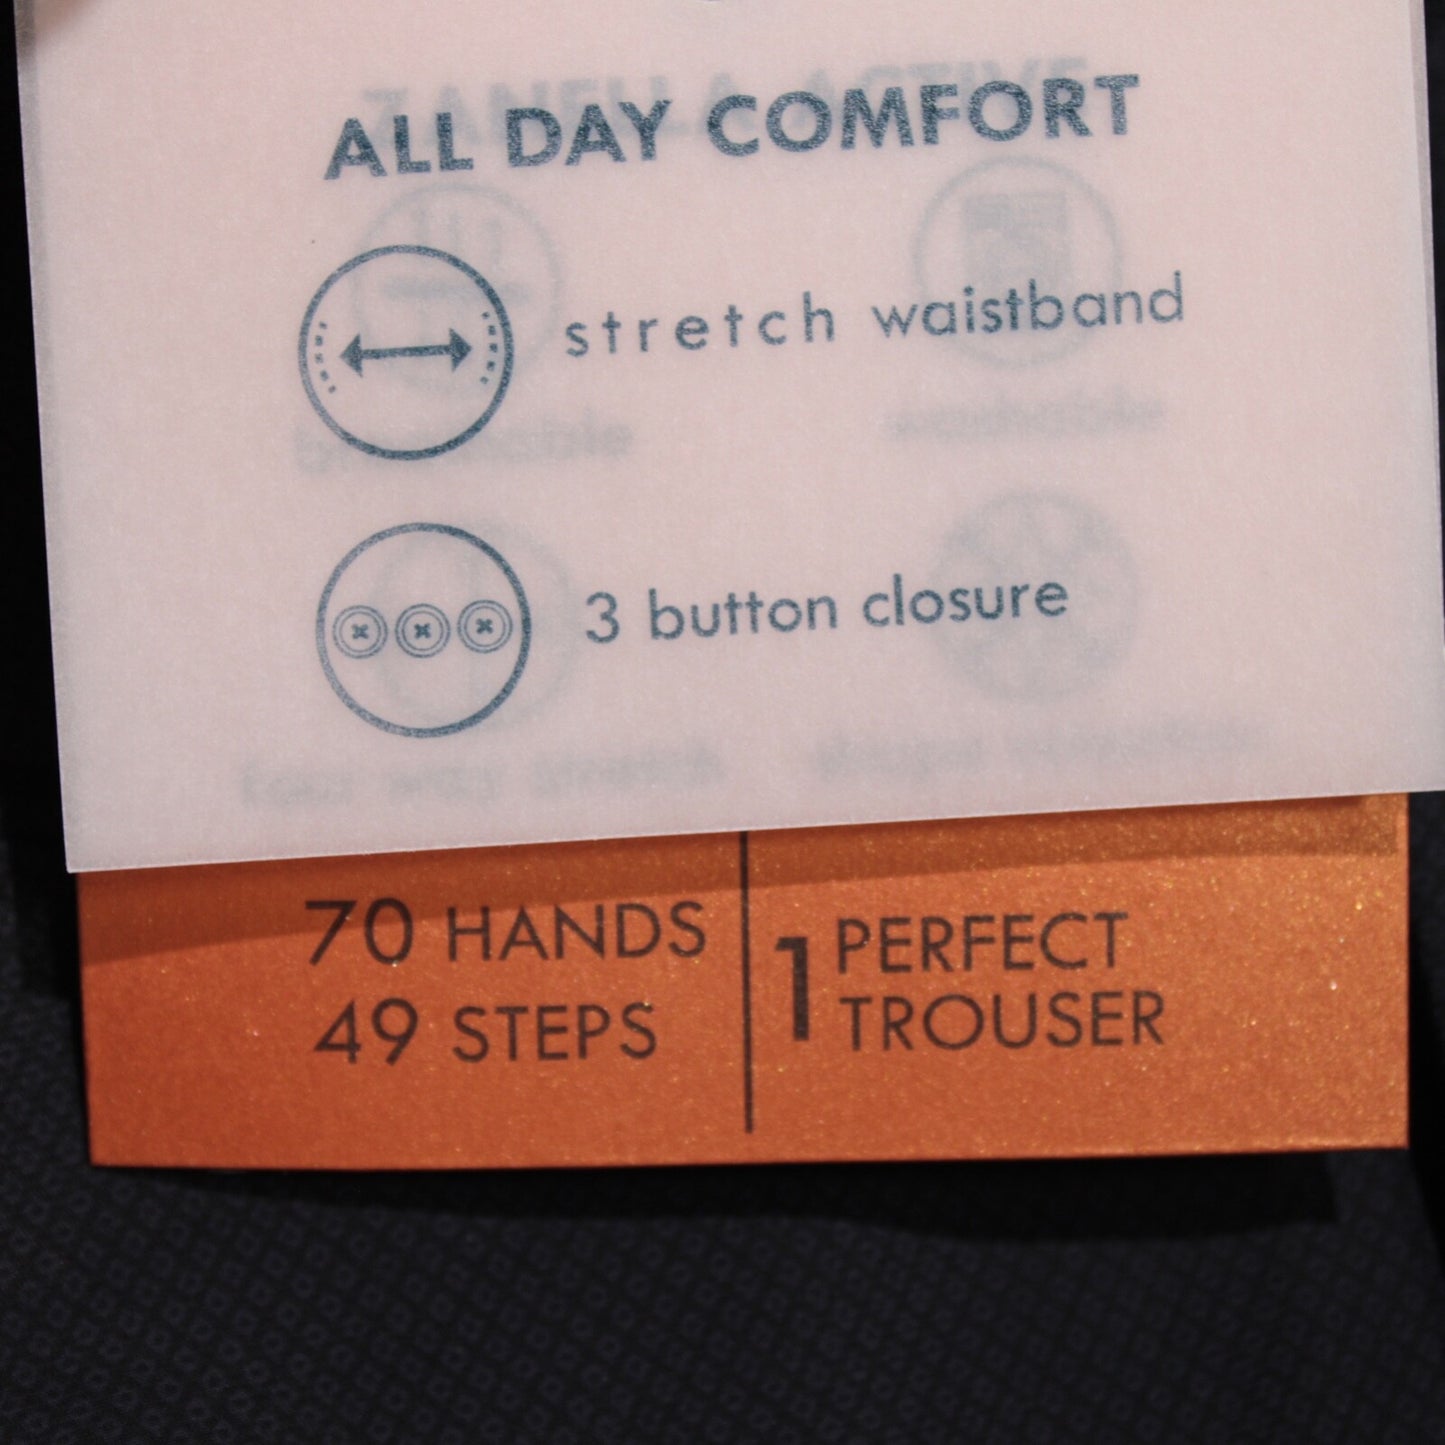 ALL DAY COMFORT
stretch waistband
3 button closure
70 HANDS
49 STEPS
1 PERFECT
TROUSER